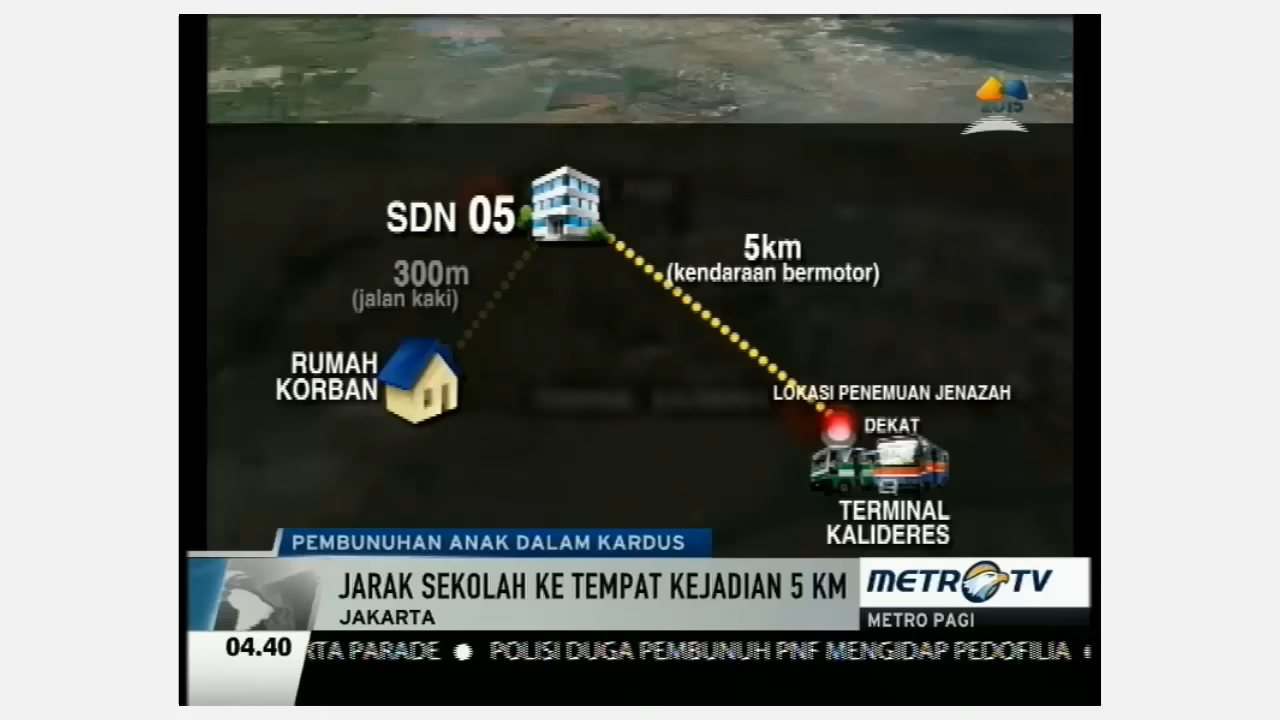 2015
SDN 05
5km
(kendaraan bermotor)
300m
(jalan kaki)
RUMAH
KORBAN
LOKASI PENEMUAN JENAZAH
DEKAT
TERMINAL
KALIDERES
PEMBUNUHAN ANAK DALAM KARDUS
JARAK SEKOLAH KE TEMPAT KEJADIAN 5 KM
JAKARTA
METRO TV
METRO PAGI
04.40
KTA PARADE ● POLISI DUGA PEMBUNUH PNF MENGIDAP PEDOFILIA